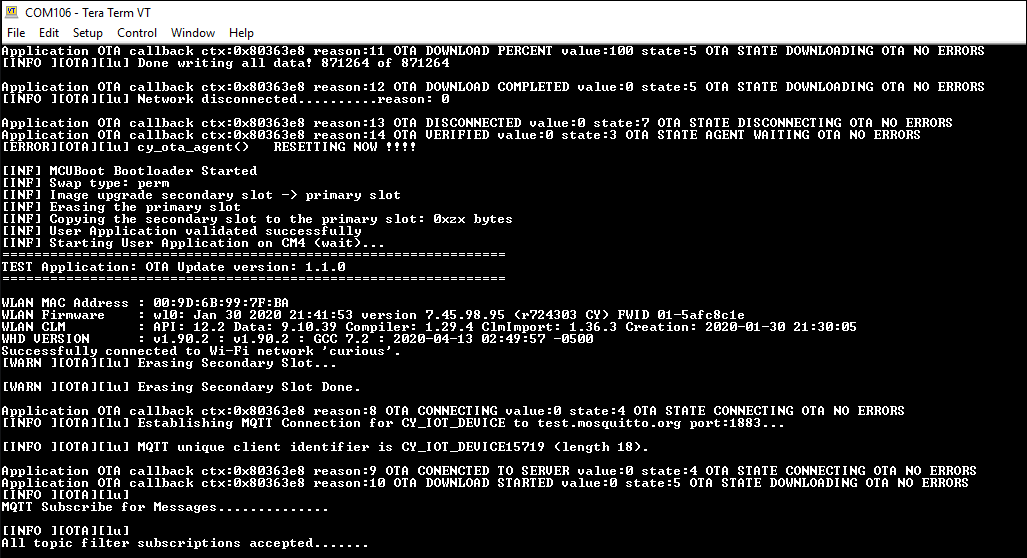 COM106 - Tera Term VT
File Edit Setup Control Window Help
Application OTA callback ctx:0x80363e8 reason:11 OTA DOWNLOAD PERCENT value:100 state:5 OTA STATE DOWNLOADING OTA NO ERRORS
[INFO ][OTA][lu] Done writing all data! 871264 of 871264
Application OTA callback ctx:0x80363e8 reason:12 OTA DOWNLOAD COMPLETED value:0 state:5 OTA STATE DOWNLOADING OTA NO ERRORS
[INFO ][OTA][lu] Network disconnected..........reason: 0
Application OTA callback ctx:0x80363e8 reason:13 OTA DISCONNECTED value:0 state:7 OTA STATE DISCONNECTING OTA NO ERRORS
Application OTA callback ctx:0x80363e8 reason:14 OTA VERIFIED value:0 state:3 OTA STATE AGENT WAITING OTA NO ERRORS
[ERROR][OTA][lu] cy_ota_agent()   RESETTING NOW !!!!
[INF] MCUBoot Bootloader Started
[INF] Swap type: perm
[INF] Image upgrade secondary slot -> primary slot
[INF] Erasing the primary slot
[INF] Copying the secondary slot to the primary slot: 0xzx bytes
[INF] User Application validated successfully
[INF] Starting User Application on CM4 (wait)...
===============================================================
TEST Application: OTA Update version: 1.1.0
===============================================================
WLAN MAC Address : 00:9D:6B:99:7F:BA
WLAN Firmware    : wl0: Jan 30 2020 21:41:53 version 7.45.98.95 (r724303 CY) FWID 01-5afc8c1e
WLAN CLM         : API: 12.2 Data: 9.10.39 Compiler: 1.29.4 ClmImport: 1.36.3 Creation: 2020-01-30 21:30:05
WHD VERSION      : v1.90.2 : v1.90.2 : GCC 7.2 : 2020-04-13 02:49:57 -0500
Successfully connected to Wi-Fi network 'curious'.
[WARN ][OTA][lu] Erasing Secondary Slot...
[WARN ][OTA][lu] Erasing Secondary Slot Done.
Application OTA callback ctx:0x80363e8 reason:8 OTA CONNECTING value:0 state:4 OTA STATE CONNECTING OTA NO ERRORS
[INFO ][OTA][lu] Establishing MQTT Connection for CY_IOT_DEVICE to test.mosquitto.org port:1883...
[INFO ][OTA][lu] MQTT unique client identifier is CY_IOT_DEVICE15719 (length 18).
Application OTA callback ctx:0x80363e8 reason:9 OTA CONENCTED TO SERVER value:0 state:4 OTA STATE CONNECTING OTA NO ERRORS
Application OTA callback ctx:0x80363e8 reason:10 OTA DOWNLOAD STARTED value:0 state:5 OTA STATE DOWNLOADING OTA NO ERRORS
[INFO ][OTA][lu]
MQTT Subscribe for Messages..............
[INFO ][OTA][lu]
All topic filter subscriptions accepted.......